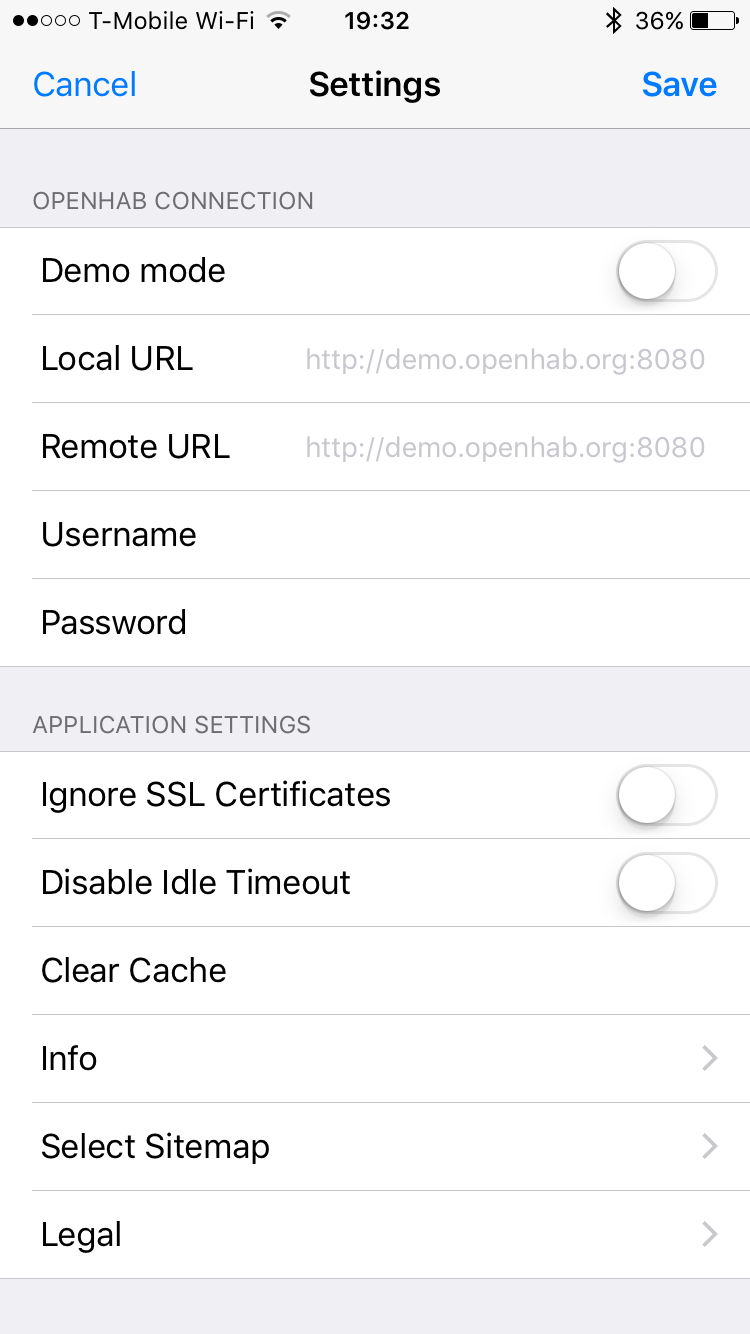 T-Mobile Wi-Fi 19:32 36%
Cancel Settings Save
OPENHAB CONNECTION
Demo mode
Local URL http://demo.openhab.org:8080
Remote URL http://demo.openhab.org:8080
Username
Password
APPLICATION SETTINGS
Ignore SSL Certificates
Disable Idle Timeout
Clear Cache
Info
Select Sitemap
Legal